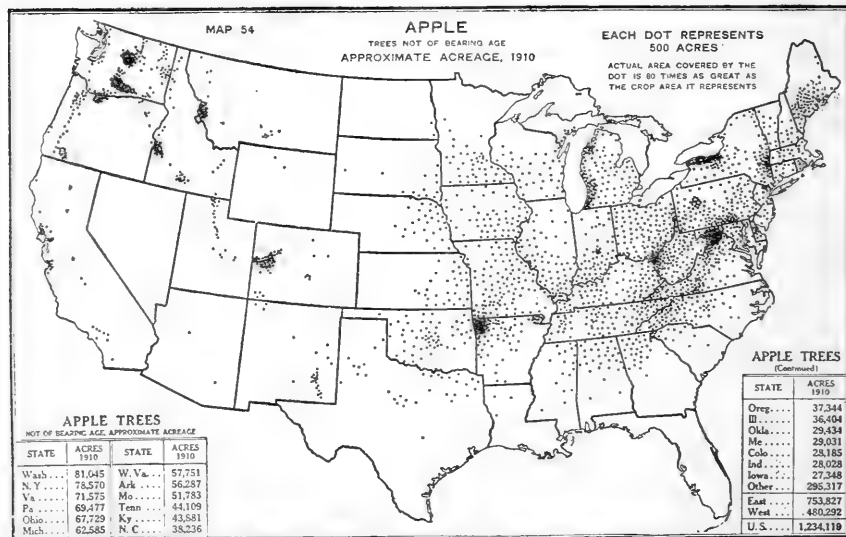 MAP 54
APPLE
TREES NOT OF BEARING AGE
APPROXIMATE ACREAGE, 1910
EACH DOT REPRESENTS
500 ACRES
ACTUAL AREA COVERED BY THE
DOT IS 80 TIMES AS GREAT AS
THE CROP AREA IT REPRESENTS
APPLE TREES
NOT OF BEARING AGE, APPROXIMATE ACREAGE
STATE ACRES 1910 STATE ACRES 1910
Wash.... 81,045 W. Va.... 57,751
N. Y.... 78,570 Ark.... 56,287
Va.... 71,575 Mo.... 51,783
Pa.... 69,477 Tenn.... 44,109
Ohio.... 67,729 Ky.... 43,881
Mich.... 62,585 N. C.... 38,236
APPLE TREES
(Continued)
STATE ACRES 1910
Oreg.... 37,344
Ill.... 36,404
Okla.... 29,434
Me.... 29,031
Colo.... 28,185
Ind.... 28,028
Iowa.... 27,348
Other.... 295,317
East.... 753,827
West.... 480,292
U. S.... 1,234,119